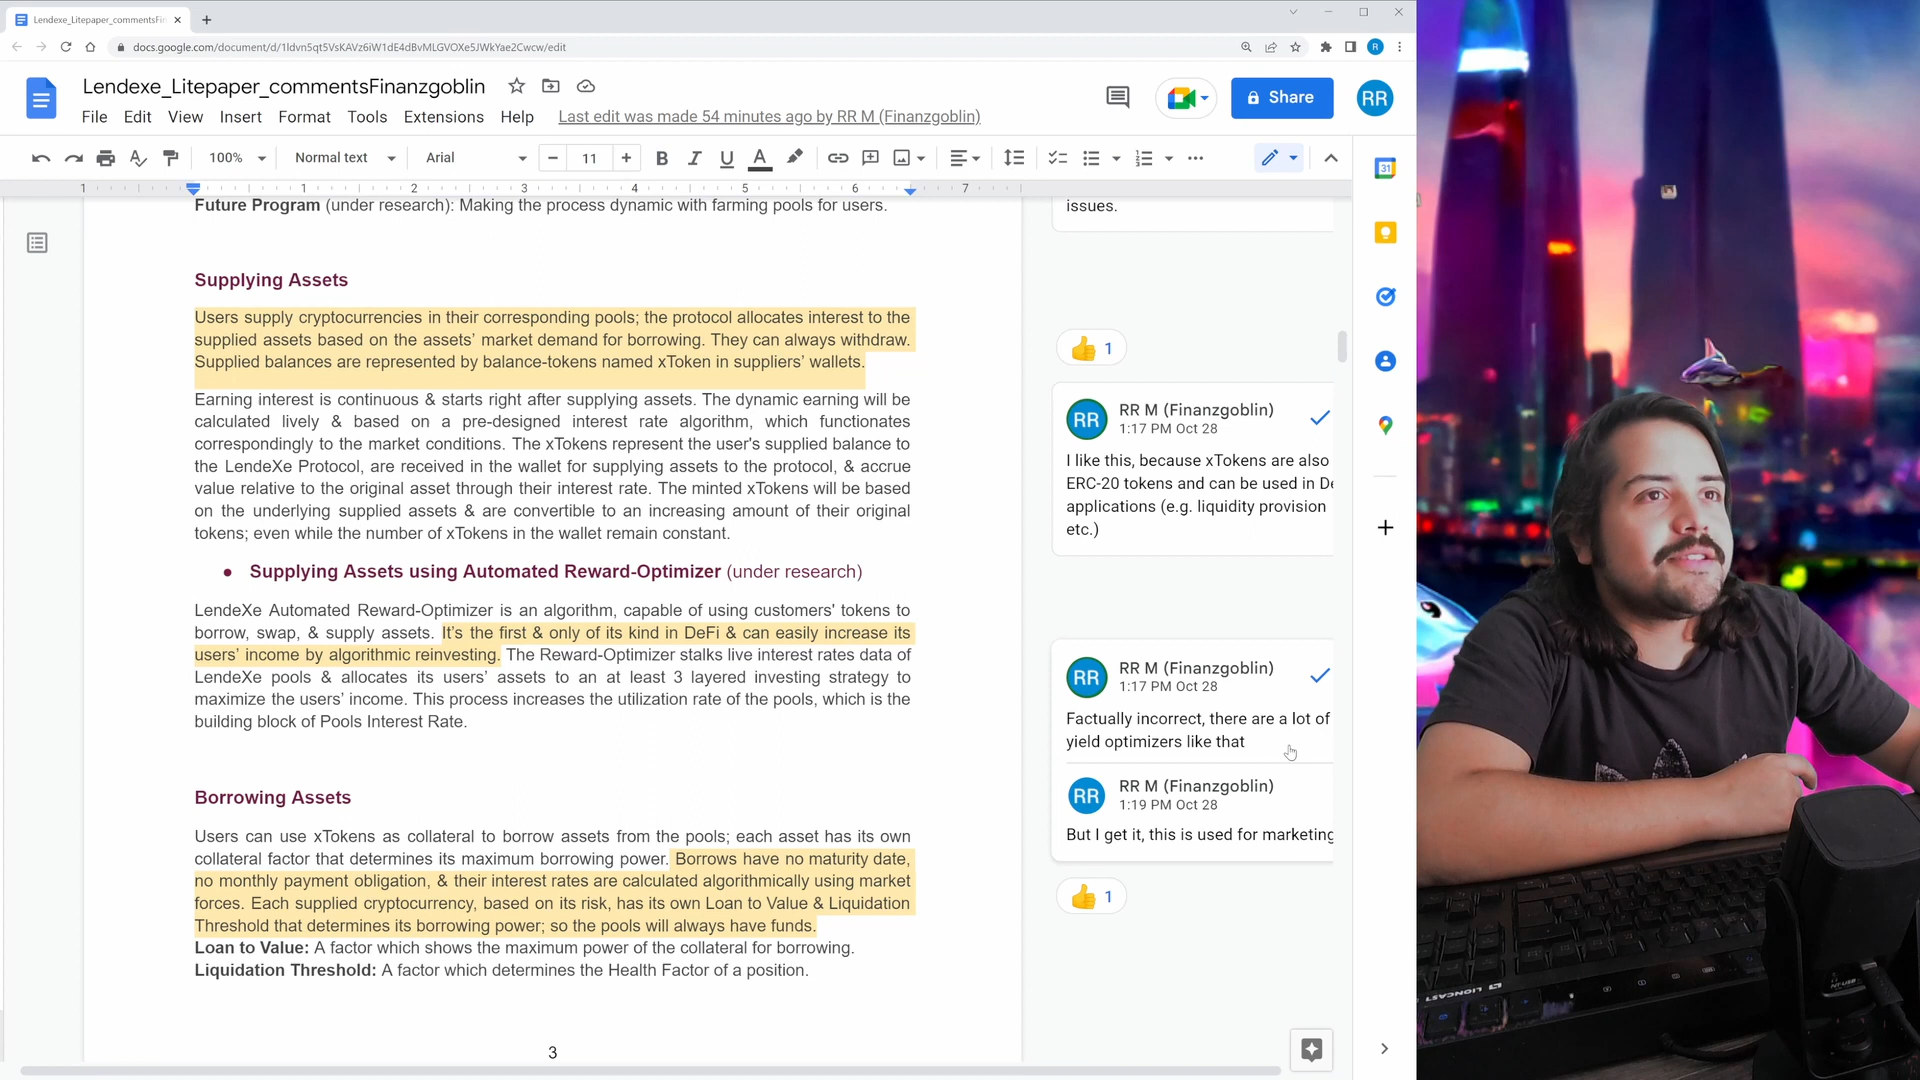 Lendexe_Litepaper_commentsFin
docs.google.com/document/d/1ldvn5qt5VsKAVz6iW1dE4dBvMLGVOXe5JWkYae2Cwcw/edit
R
Lendexe_Litepaper_commentsFinanzgoblin
Share
RR
File Edit View Insert Format Tools Extensions Help Last edit was made 54 minutes ago by RR M (Finanzgoblin)
100% Normal text Arial − 11 + B I U A
1 1 2 3 4 5 6 7
31
Future Program (under research): Making the process dynamic with farming pools for users.
Supplying Assets
Users supply cryptocurrencies in their corresponding pools; the protocol allocates interest to the
supplied assets based on the assets’ market demand for borrowing. They can always withdraw.
Supplied balances are represented by balance-tokens named xToken in suppliers’ wallets.
Earning interest is continuous & starts right after supplying assets. The dynamic earning will be
calculated lively & based on a pre-designed interest rate algorithm, which functionates
correspondingly to the market conditions. The xTokens represent the user's supplied balance to
the LendeXe Protocol, are received in the wallet for supplying assets to the protocol, & accrue
value relative to the original asset through their interest rate. The minted xTokens will be based
on the underlying supplied assets & are convertible to an increasing amount of their original
tokens; even while the number of xTokens in the wallet remain constant.
● Supplying Assets using Automated Reward-Optimizer (under research)
LendeXe Automated Reward-Optimizer is an algorithm, capable of using customers' tokens to
borrow, swap, & supply assets. It’s the first & only of its kind in DeFi & can easily increase its
users’ income by algorithmic reinvesting. The Reward-Optimizer stalks live interest rates data of
LendeXe pools & allocates its users’ assets to an at least 3 layered investing strategy to
maximize the users’ income. This process increases the utilization rate of the pools, which is the
building block of Pools Interest Rate.
Borrowing Assets
Users can use xTokens as collateral to borrow assets from the pools; each asset has its own
collateral factor that determines its maximum borrowing power. Borrows have no maturity date,
no monthly payment obligation, & their interest rates are calculated algorithmically using market
forces. Each supplied cryptocurrency, based on its risk, has its own Loan to Value & Liquidation
Threshold that determines its borrowing power; so the pools will always have funds.
Loan to Value: A factor which shows the maximum power of the collateral for borrowing.
Liquidation Threshold: A factor which determines the Health Factor of a position.
3
issues.
👍 1
RR
RR M (Finanzgoblin)
1:17 PM Oct 28
I like this, because xTokens are also
ERC-20 tokens and can be used in De
applications (e.g. liquidity provision
etc.)
RR
RR M (Finanzgoblin)
1:17 PM Oct 28
Factually incorrect, there are a lot of
yield optimizers like that
RR
RR M (Finanzgoblin)
1:19 PM Oct 28
But I get it, this is used for marketing
👍 1
LIONCAST
NT-USB